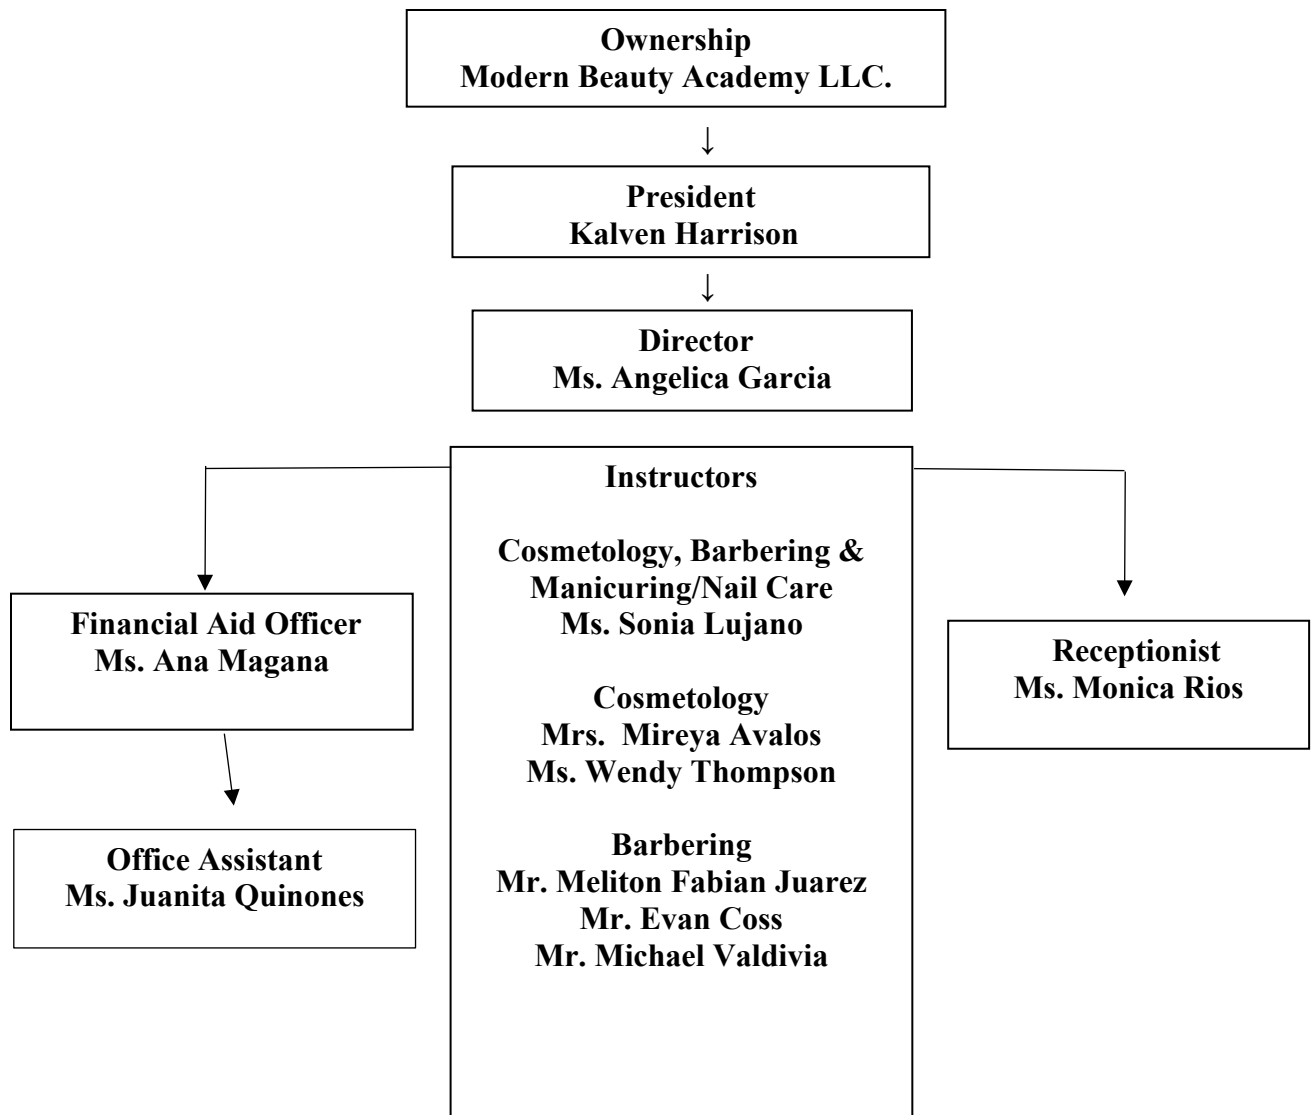 Ownership
Modern Beauty Academy LLC.
↓
President
Kalven Harrison
↓
Director
Ms. Angelica Garcia
Instructors
Cosmetology, Barbering &
Manicuring/Nail Care
Ms. Sonia Lujano
Cosmetology
Mrs. Mireya Avalos
Ms. Wendy Thompson
Barbering
Mr. Meliton Fabian Juarez
Mr. Evan Coss
Mr. Michael Valdivia
Financial Aid Officer
Ms. Ana Magana
Office Assistant
Ms. Juanita Quinones
Receptionist
Ms. Monica Rios